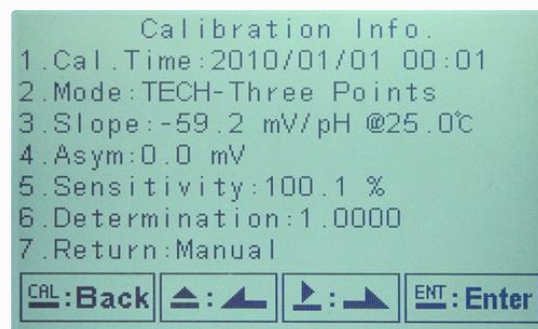 Calibration Info.
1.Cal.Time:2010/01/01 00:01
2.Mode:TECH-Three Points
3.Slope:-59.2 mV/pH @25.0℃
4.Asym:0.0 mV
5.Sensitivity:100.1 %
6.Determination:1.0000
7.Return:Manual
CAL:Back : : ENT:Enter